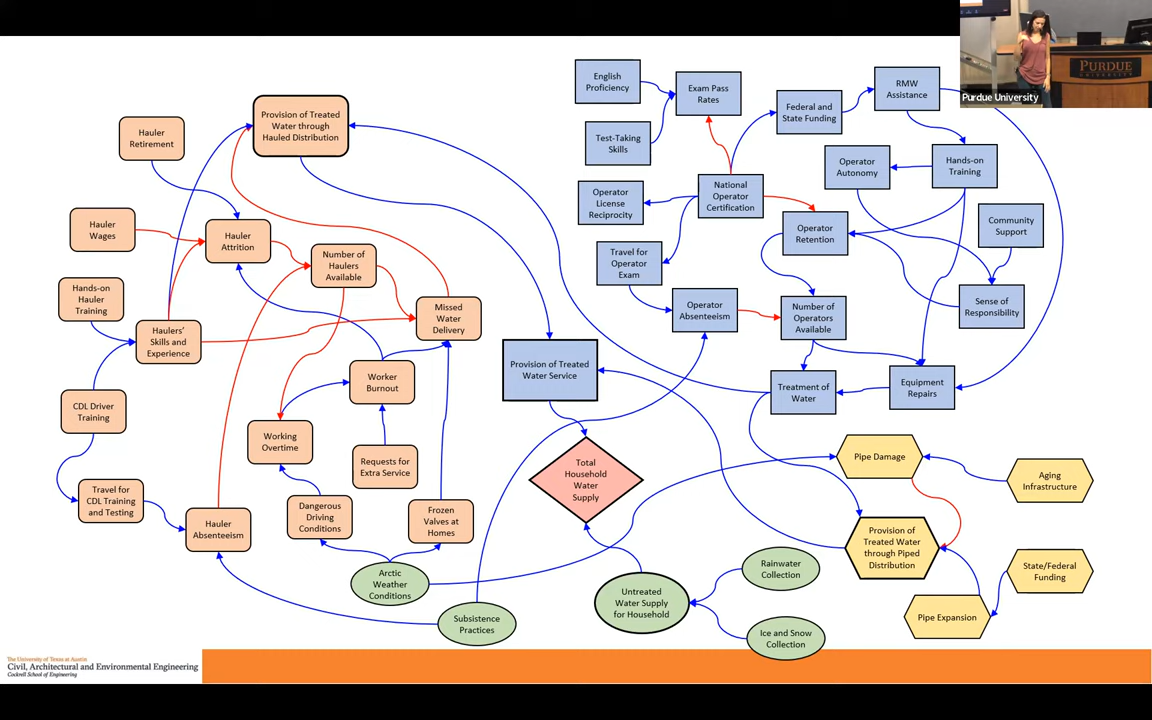 PURDUE
UNIVERSITY
Purdue University
English
Proficiency
Exam Pass
Rates
Federal and
State Funding
RMW
Assistance
Provision of Treated
Water through
Hauled Distribution
Hauler
Retirement
Test-Taking
Skills
Operator
Autonomy
Hands-on
Training
Operator
License
Reciprocity
National
Operator
Certification
Hauler
Wages
Hauler
Attrition
Operator
Retention
Community
Support
Number of
Haulers
Available
Travel for
Operator
Exam
Hands-on
Hauler
Training
Missed
Water
Delivery
Operator
Absenteeism
Number of
Operators
Available
Sense of
Responsibility
Haulers'
Skills and
Experience
Provision of Treated
Water Service
Worker
Burnout
Treatment of
Water
Equipment
Repairs
CDL Driver
Training
Working
Overtime
Requests for
Extra Service
Total
Household
Water
Supply
Pipe Damage
Aging
Infrastructure
Travel for
CDL Training
and Testing
Hauler
Absenteeism
Dangerous
Driving
Conditions
Frozen
Valves at
Homes
Provision of
Treated Water
through Piped
Distribution
State/Federal
Funding
Arctic
Weather
Conditions
Rainwater
Collection
Untreated
Water Supply
for Household
Subsistence
Practices
Pipe Expansion
Ice and Snow
Collection
The University of Texas at Austin
Civil, Architectural and Environmental Engineering
Cockrell School of Engineering